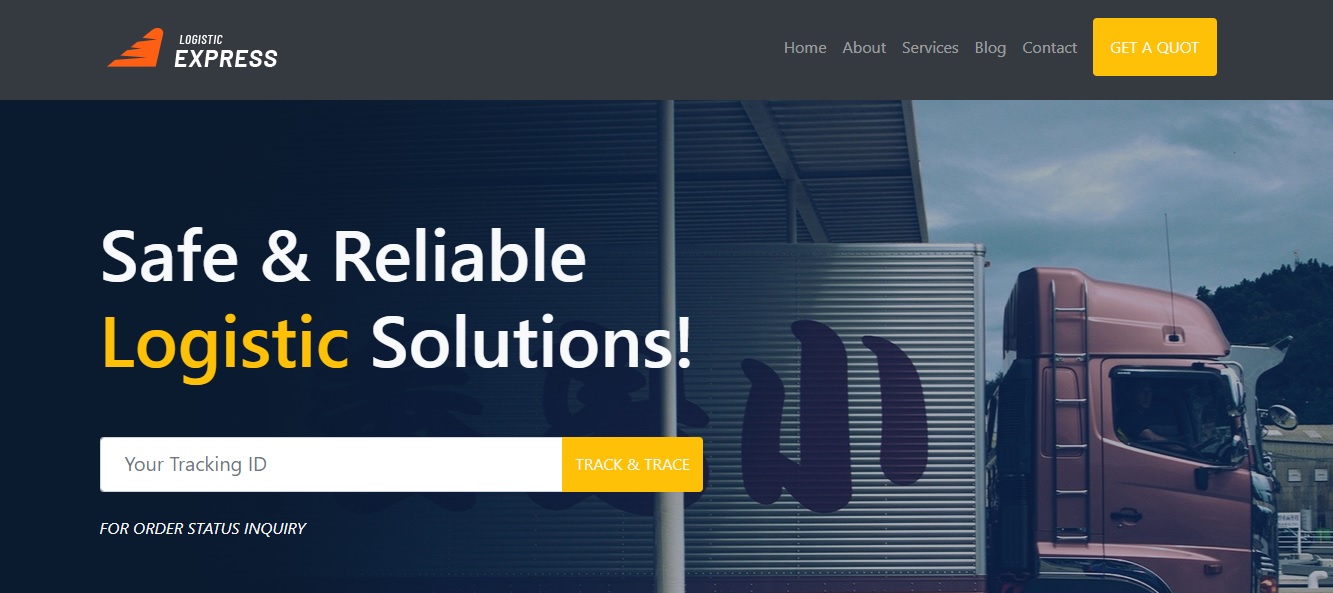 LOGISTIC
EXPRESS
Home About Services Blog Contact GET A QUOT
Safe & Reliable
Logistic Solutions!
Your Tracking ID TRACK & TRACE
FOR ORDER STATUS INQUIRY